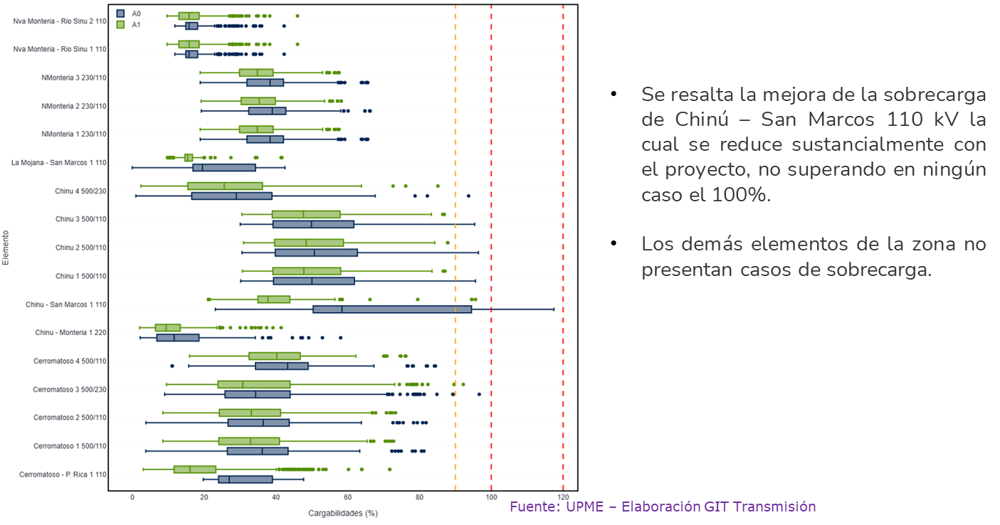 A0
A1
Nva Monteria - Rio Sinu 2 110
Nva Monteria - Rio Sinu 1 110
NMonteria 3 230/110
NMonteria 2 230/110
NMonteria 1 230/110
La Mojana - San Marcos 1 110
Chinu 4 500/230
Chinu 3 500/110
Chinu 2 500/110
Chinu 1 500/110
Chinu - San Marcos 1 110
Chinu - Monteria 1 220
Cerromatoso 4 500/110
Cerromatoso 3 500/230
Cerromatoso 2 500/110
Cerromatoso 1 500/110
Cerromatoso - P. Rica 1 110
Elemento
0 20 40 60 80 100 120
Cargabilidades (%)
• Se resalta la mejora de la sobrecarga
de Chinú – San Marcos 110 kV la
cual se reduce sustancialmente con
el proyecto, no superando en ningún
caso el 100%.
• Los demás elementos de la zona no
presentan casos de sobrecarga.
Fuente: UPME – Elaboración GIT Transmisión